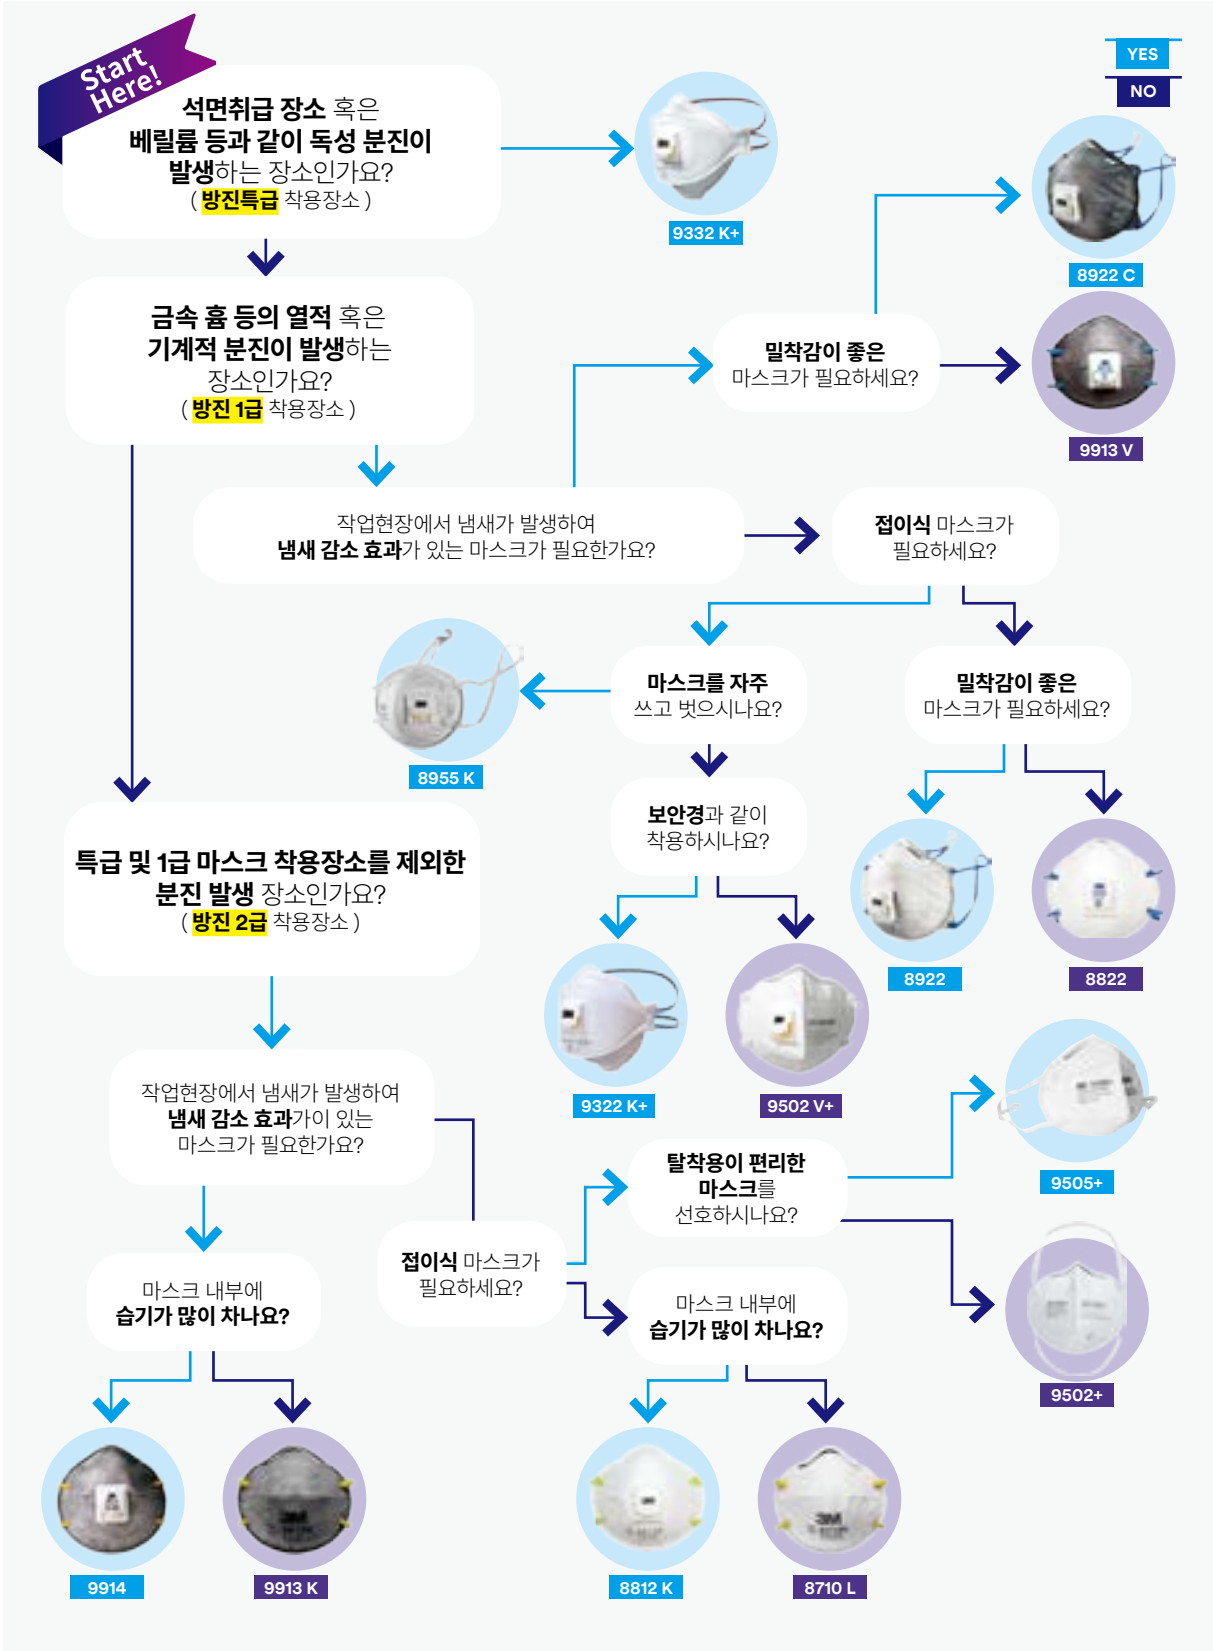 Start
Here!
YES
NO
석면취급 장소 혹은
베릴륨 등과 같이 독성 분진이
발생하는 장소인가요?
( 방진특급 착용장소 )
9332 K+
8922 C
금속 흄 등의 열적 혹은
기계적 분진이 발생하는
장소인가요?
( 방진 1급 착용장소 )
밀착감이 좋은
마스크가 필요하세요?
9913 V
작업현장에서 냄새가 발생하여
냄새 감소 효과가 있는 마스크가 필요한가요?
접이식 마스크가
필요하세요?
마스크를 자주
쓰고 벗으시나요?
밀착감이 좋은
마스크가 필요하세요?
8955 K
보안경과 같이
착용하시나요?
특급 및 1급 마스크 착용장소를 제외한
분진 발생 장소인가요?
( 방진 2급 착용장소 )
8922
8822
9322 K+
9502 V+
작업현장에서 냄새가 발생하여
냄새 감소 효과가이 있는
마스크가 필요한가요?
탈착용이 편리한
마스크를
선호하시나요?
9505+
접이식 마스크가
필요하세요?
마스크 내부에
습기가 많이 차나요?
마스크 내부에
습기가 많이 차나요?
9502+
3M
3M
9914
9913 K
8812 K
8710 L